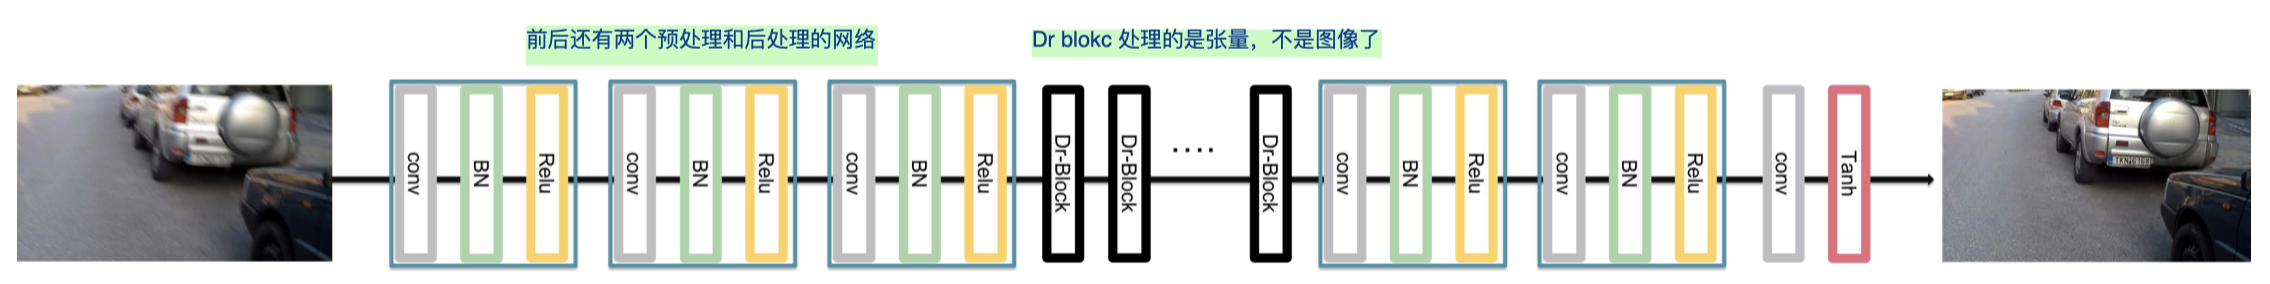 前后还有两个预处理和后处理的网络
Dr blokc 处理的是张量，不是图像了
conv
BN
Relu
conv
BN
Relu
conv
BN
Relu
Dr-Block
Dr-Block
....
Dr-Block
conv
BN
Relu
conv
BN
Relu
conv
Tanh